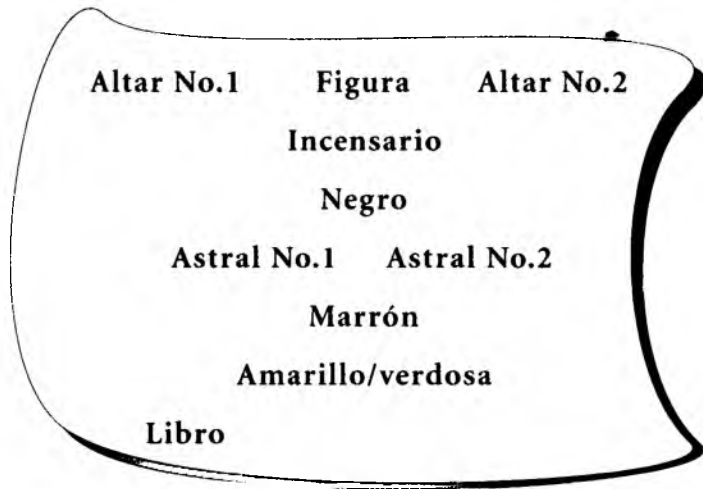 Altar No.1 Figura Altar No.2
Incensario
Negro
Astral No.1 Astral No.2
Marrón
Amarillo/verdosa
Libro